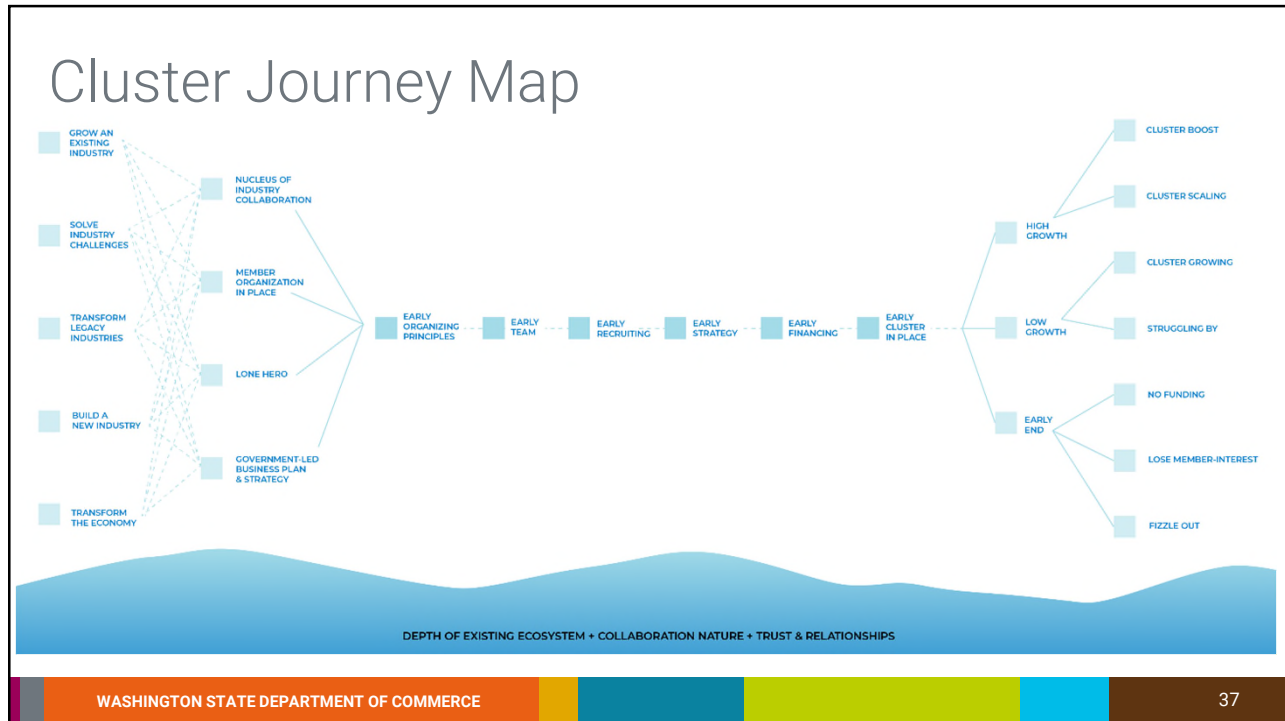 Cluster Journey Map
GROW AN
EXISTING
INDUSTRY
SOLVE
INDUSTRY
CHALLENGES
TRANSFORM
LEGACY
INDUSTRIES
BUILD A
NEW INDUSTRY
TRANSFORM
THE ECONOMY
NUCLEUS OF
INDUSTRY
COLLABORATION
MEMBER
ORGANIZATION
IN PLACE
LONE HERO
GOVERNMENT-LED
BUSINESS PLAN
& STRATEGY
EARLY
ORGANIZING
PRINCIPLES
EARLY
TEAM
EARLY
RECRUITING
EARLY
STRATEGY
EARLY
FINANCING
EARLY
CLUSTER
IN PLACE
HIGH
GROWTH
LOW
GROWTH
EARLY
END
CLUSTER BOOST
CLUSTER SCALING
CLUSTER GROWING
STRUGGLING BY
NO FUNDING
LOSE MEMBER-INTEREST
FIZZLE OUT
DEPTH OF EXISTING ECOSYSTEM + COLLABORATION NATURE + TRUST & RELATIONSHIPS
WASHINGTON STATE DEPARTMENT OF COMMERCE
37